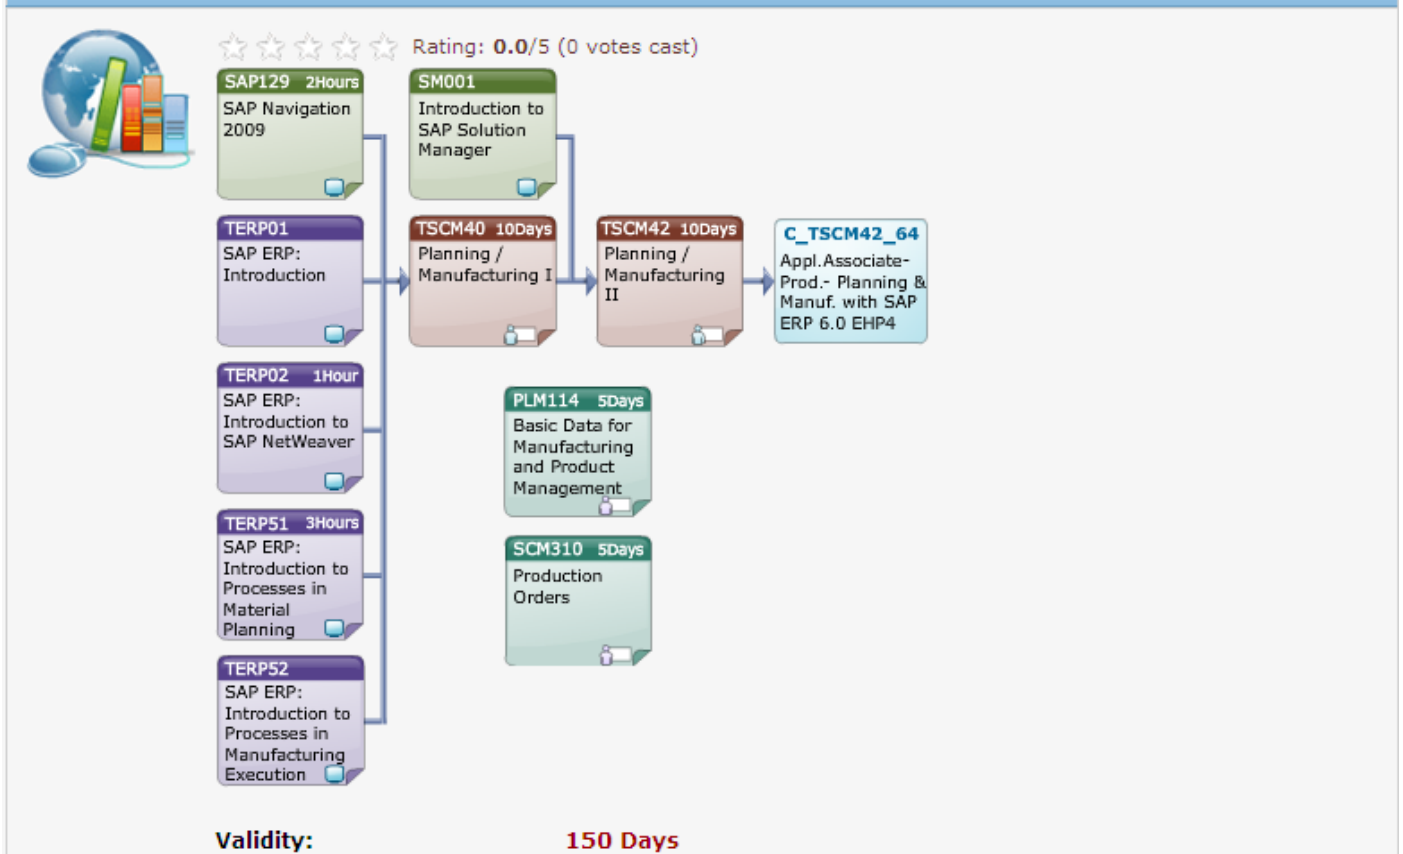 Rating: 0.0/5 (0 votes cast)
SAP129 2Hours
SAP Navigation
2009
SM001
Introduction to
SAP Solution
Manager
TERP01
SAP ERP:
Introduction
TSCM40 10Days
Planning /
Manufacturing I
TSCM42 10Days
Planning /
Manufacturing
II
C_TSCM42_64
Appl.Associate-
Prod.- Planning &
Manuf. with SAP
ERP 6.0 EHP4
TERP02 1Hour
SAP ERP:
Introduction to
SAP NetWeaver
PLM114 5Days
Basic Data for
Manufacturing
and Product
Management
TERP51 3Hours
SAP ERP:
Introduction to
Processes in
Material
Planning
SCM310 5Days
Production
Orders
TERP52
SAP ERP:
Introduction to
Processes in
Manufacturing
Execution
Validity: 150 Days